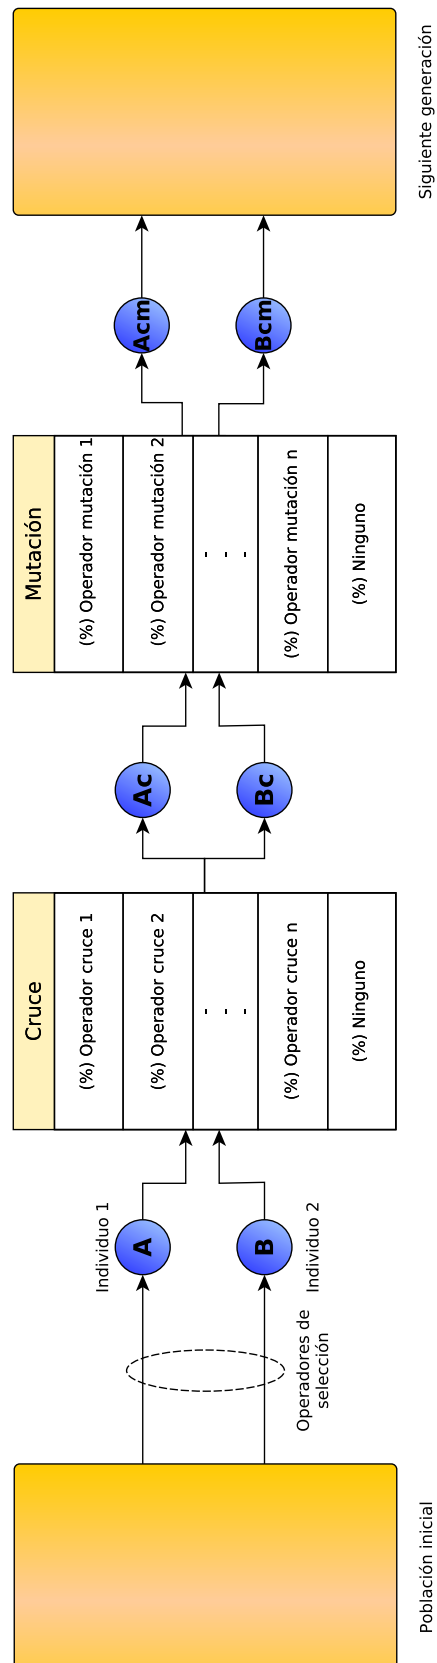 Población inicial
Operadores de
selección
Individuo 1
A
B
Individuo 2
Cruce
(%) Operador cruce 1
(%) Operador cruce 2
. . .
(%) Operador cruce n
(%) Ninguno
Ac
Bc
Mutación
(%) Operador mutación 1
(%) Operador mutación 2
. . .
(%) Operador mutación n
(%) Ninguno
Acm
Bcm
Siguiente generación